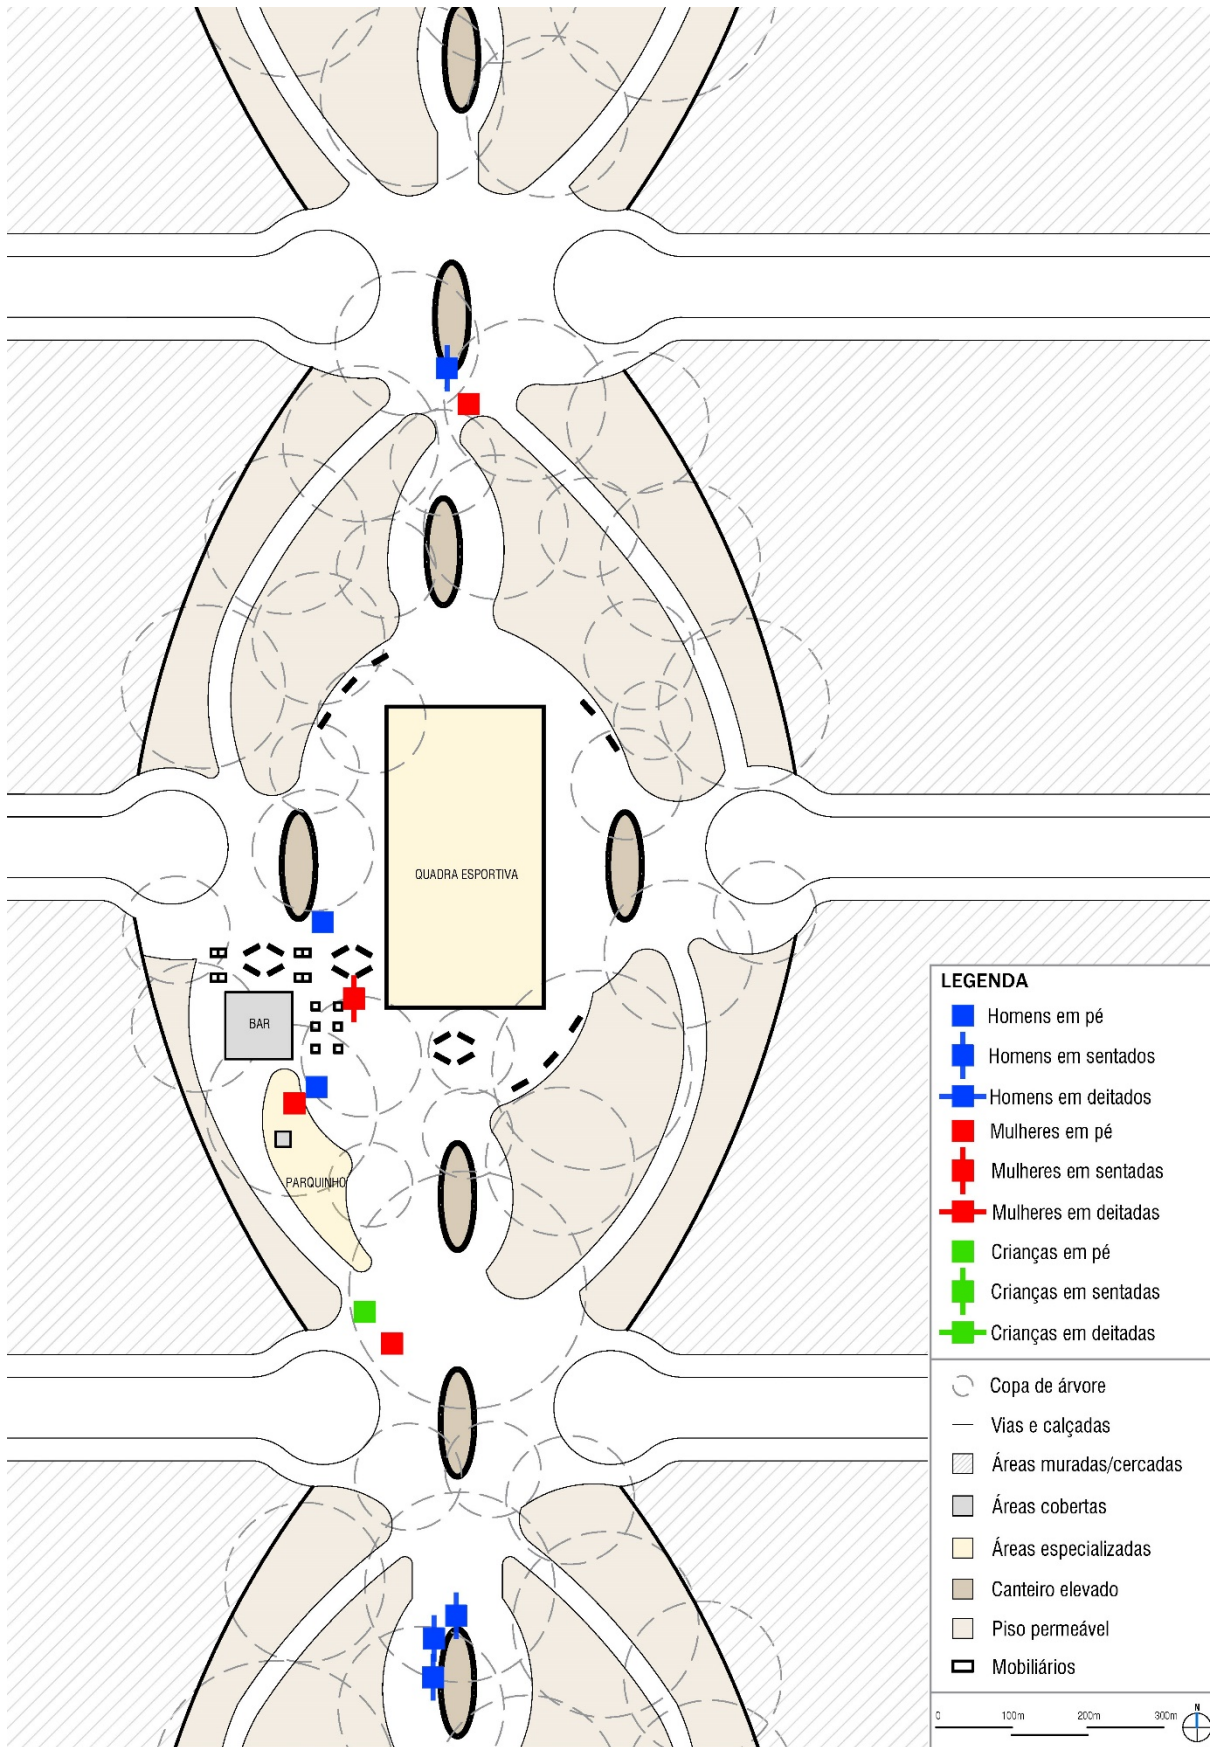 QUADRA ESPORTIVA
BAR
PARQUINHO
LEGENDA
Homens em pé
Homens em sentados
Homens em deitados
Mulheres em pé
Mulheres em sentadas
Mulheres em deitadas
Crianças em pé
Crianças em sentadas
Crianças em deitadas
Copa de árvore
Vias e calçadas
Áreas muradas/cercadas
Áreas cobertas
Áreas especializadas
Canteiro elevado
Piso permeável
Mobiliários
0 100m 200m 300m N